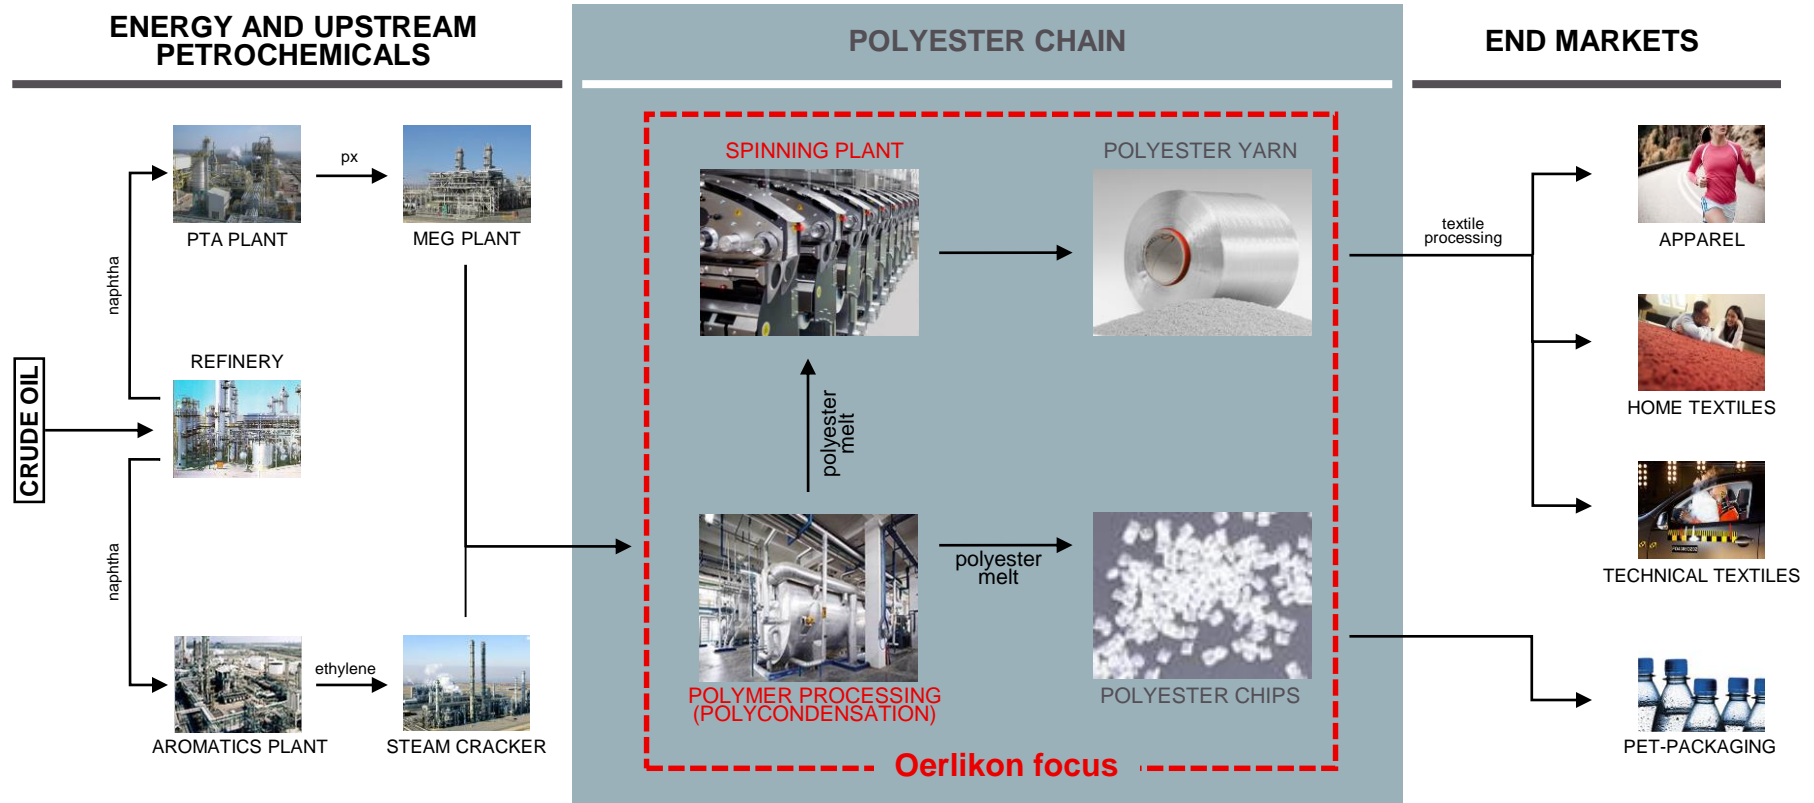 ENERGY AND UPSTREAM
PETROCHEMICALS
POLYESTER CHAIN
END MARKETS
CRUDE OIL
REFINERY
naphtha
naphtha
PTA PLANT
px
MEG PLANT
AROMATICS PLANT
ethylene
STEAM CRACKER
SPINNING PLANT
POLYESTER YARN
polyester
melt
polyester
melt
POLYMER PROCESSING
(POLYCONDENSATION)
POLYESTER CHIPS
Oerlikon focus
textile
processing
APPAREL
HOME TEXTILES
TECHNICAL TEXTILES
PET-PACKAGING